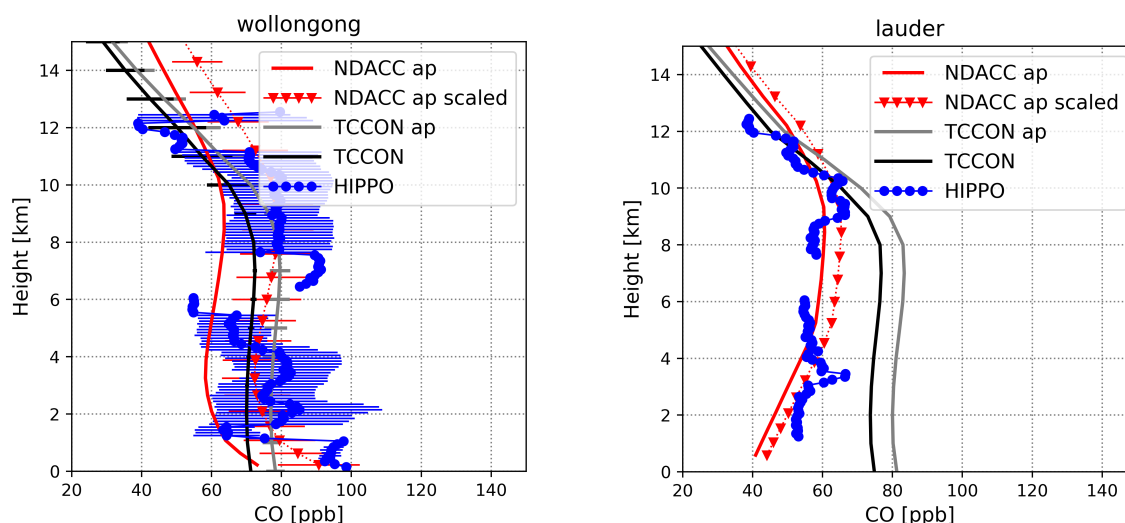 wollongong
NDACC ap
NDACC ap scaled
TCCON ap
TCCON
HIPPO
14
12
10
8
6
4
2
0
Height [km]
20 40 60 80 100 120 140
CO [ppb]
lauder
NDACC ap
NDACC ap scaled
TCCON ap
TCCON
HIPPO
14
12
10
8
6
4
2
0
Height [km]
20 40 60 80 100 120 140
CO [ppb]